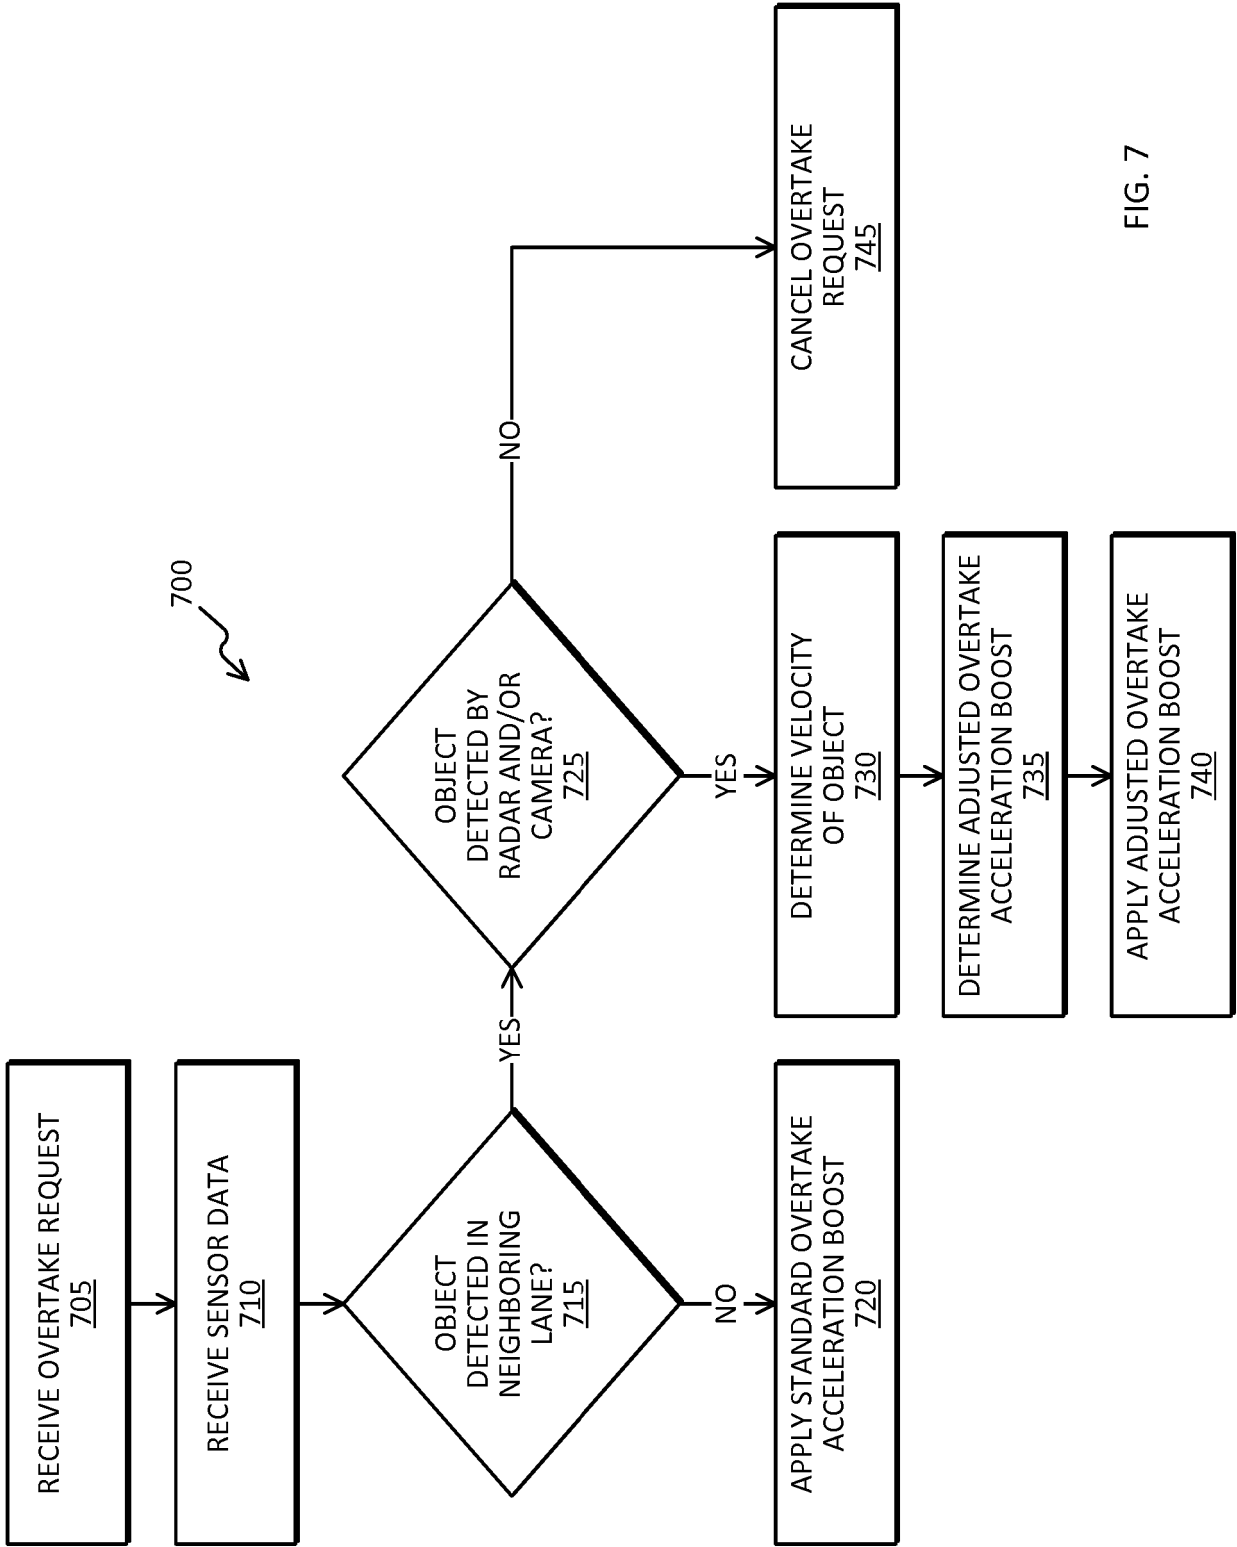 700
RECEIVE OVERTAKE REQUEST
705
RECEIVE SENSOR DATA
710
OBJECT
DETECTED IN
NEIGHBORING
LANE?
715
YES
NO
APPLY STANDARD OVERTAKE
ACCELERATION BOOST
720
OBJECT
DETECTED BY
RADAR AND/OR
CAMERA?
725
YES
NO
DETERMINE VELOCITY
OF OBJECT
730
DETERMINE ADJUSTED OVERTAKE
ACCELERATION BOOST
735
APPLY ADJUSTED OVERTAKE
ACCELERATION BOOST
740
CANCEL OVERTAKE
REQUEST
745
FIG. 7